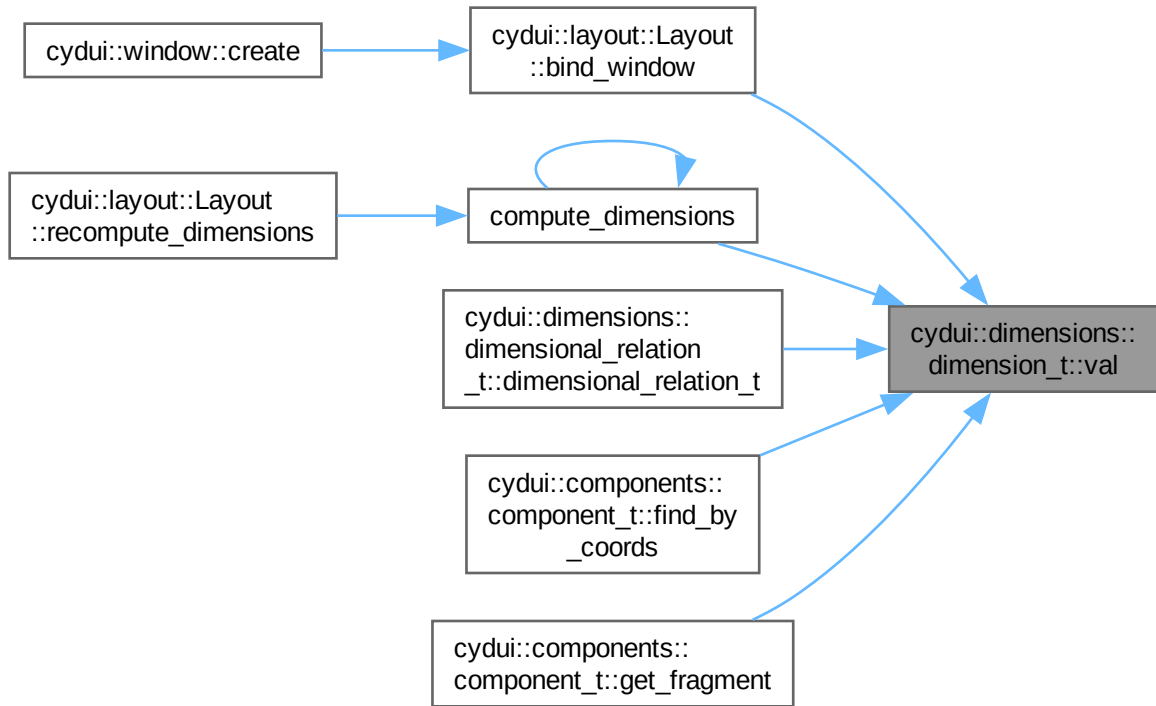 cydui::window::create
cydui::layout::Layout
::bind_window
cydui::layout::Layout
::recompute_dimensions
compute_dimensions
cydui::dimensions::
dimensional_relation
_t::dimensional_relation_t
cydui::dimensions::
dimension_t::val
cydui::components::
component_t::find_by
_coords
cydui::components::
component_t::get_fragment